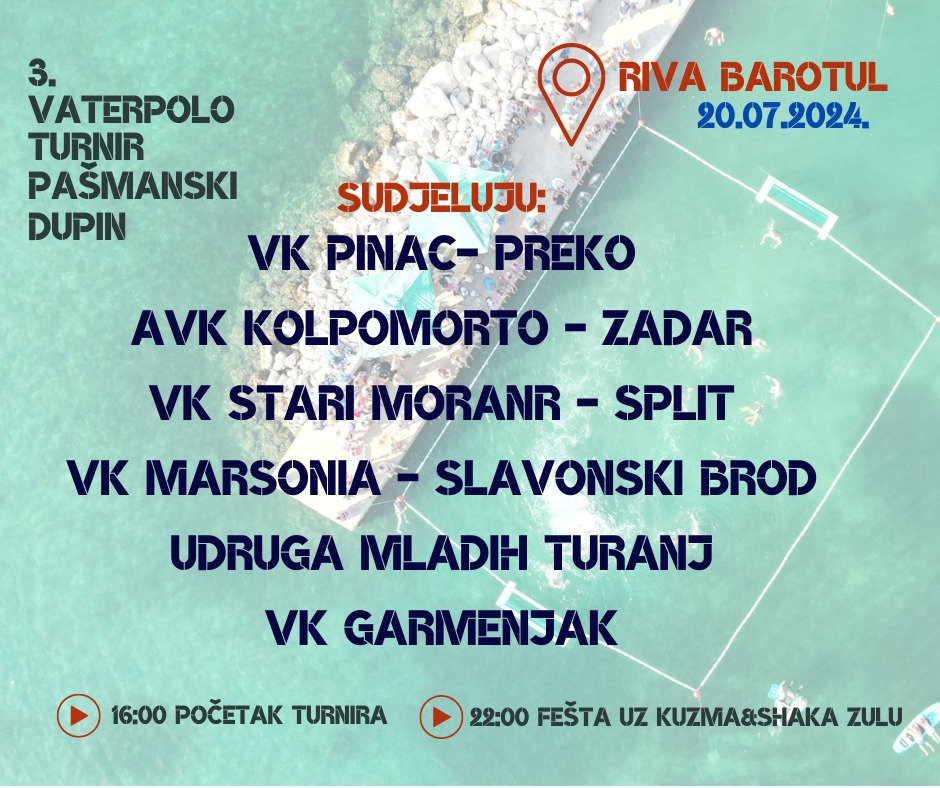 3.
VATERPOLO
TURNIR
PAŠMANSKI
DUPIN
RIVA BAROTUL
20.07.2024.
SUDJELUJU:
VK PINAC- PREKO
AVK KOLPOMORTO - ZADAR
VK STARI MORANR - SPLIT
VK MARSONIA - SLAVONSKI BROD
UDRUGA MLADIH TURANJ
VK GARMENJAK
16:00 POČETAK TURNIRA
22:00 FEŠTA UZ KUZMA&SHAKA ZULU